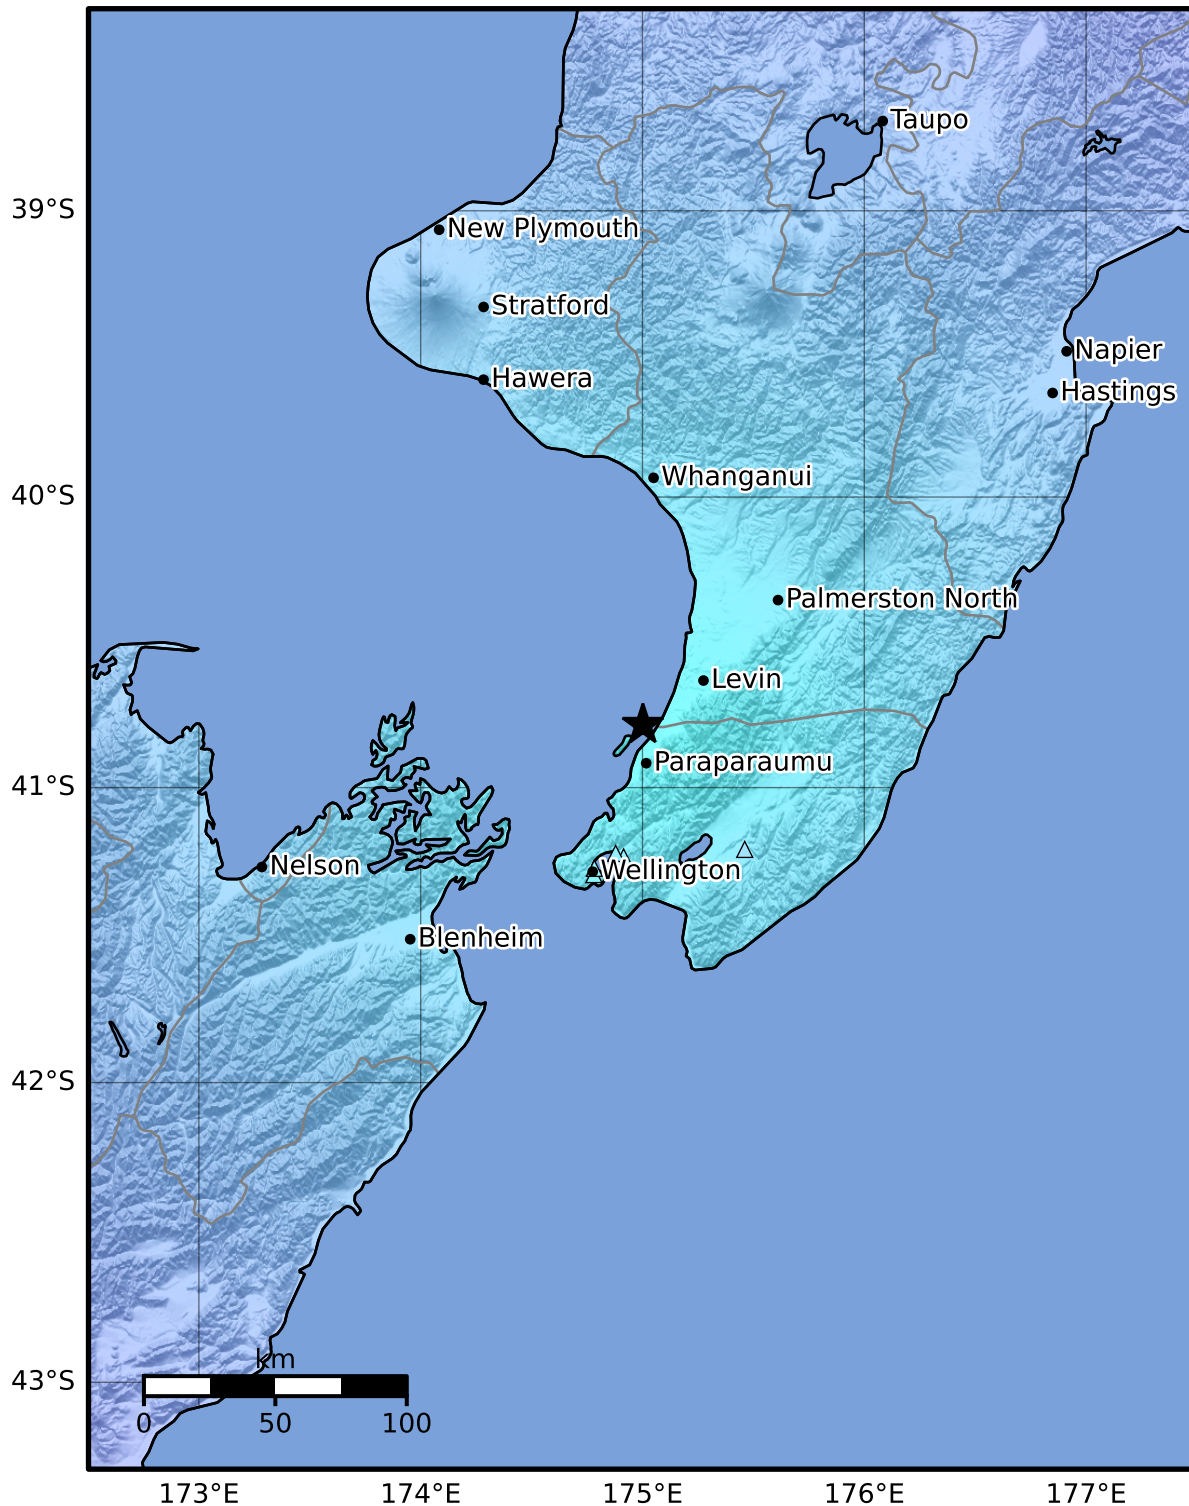 Taupo
39°S
New Plymouth
Stratford
Napier
Hawera
Hastings
Whanganui
40°S
Palmerston North
Levin
Paraparaumu
41°S
Nelson
Wellington
Blenheim
42°S
km
43°S
0 50 100
173°E 174°E 175°E 176°E 177°E